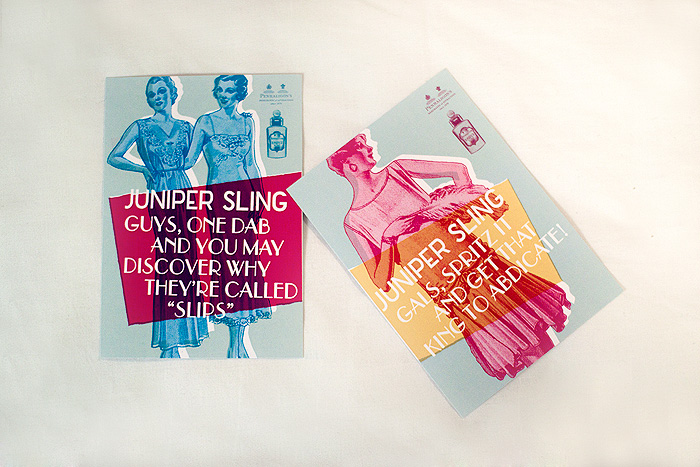 PENHALIGON'S
JUNIPER SLING
GUYS, ONE DAB
AND YOU MAY
DISCOVER WHY
THEY'RE CALLED
"SLIPS"
PENHALIGON'S
JUNIPER SLING
GALS, SPRITZ IT
AND GET THAT
KING TO ABDICATE!